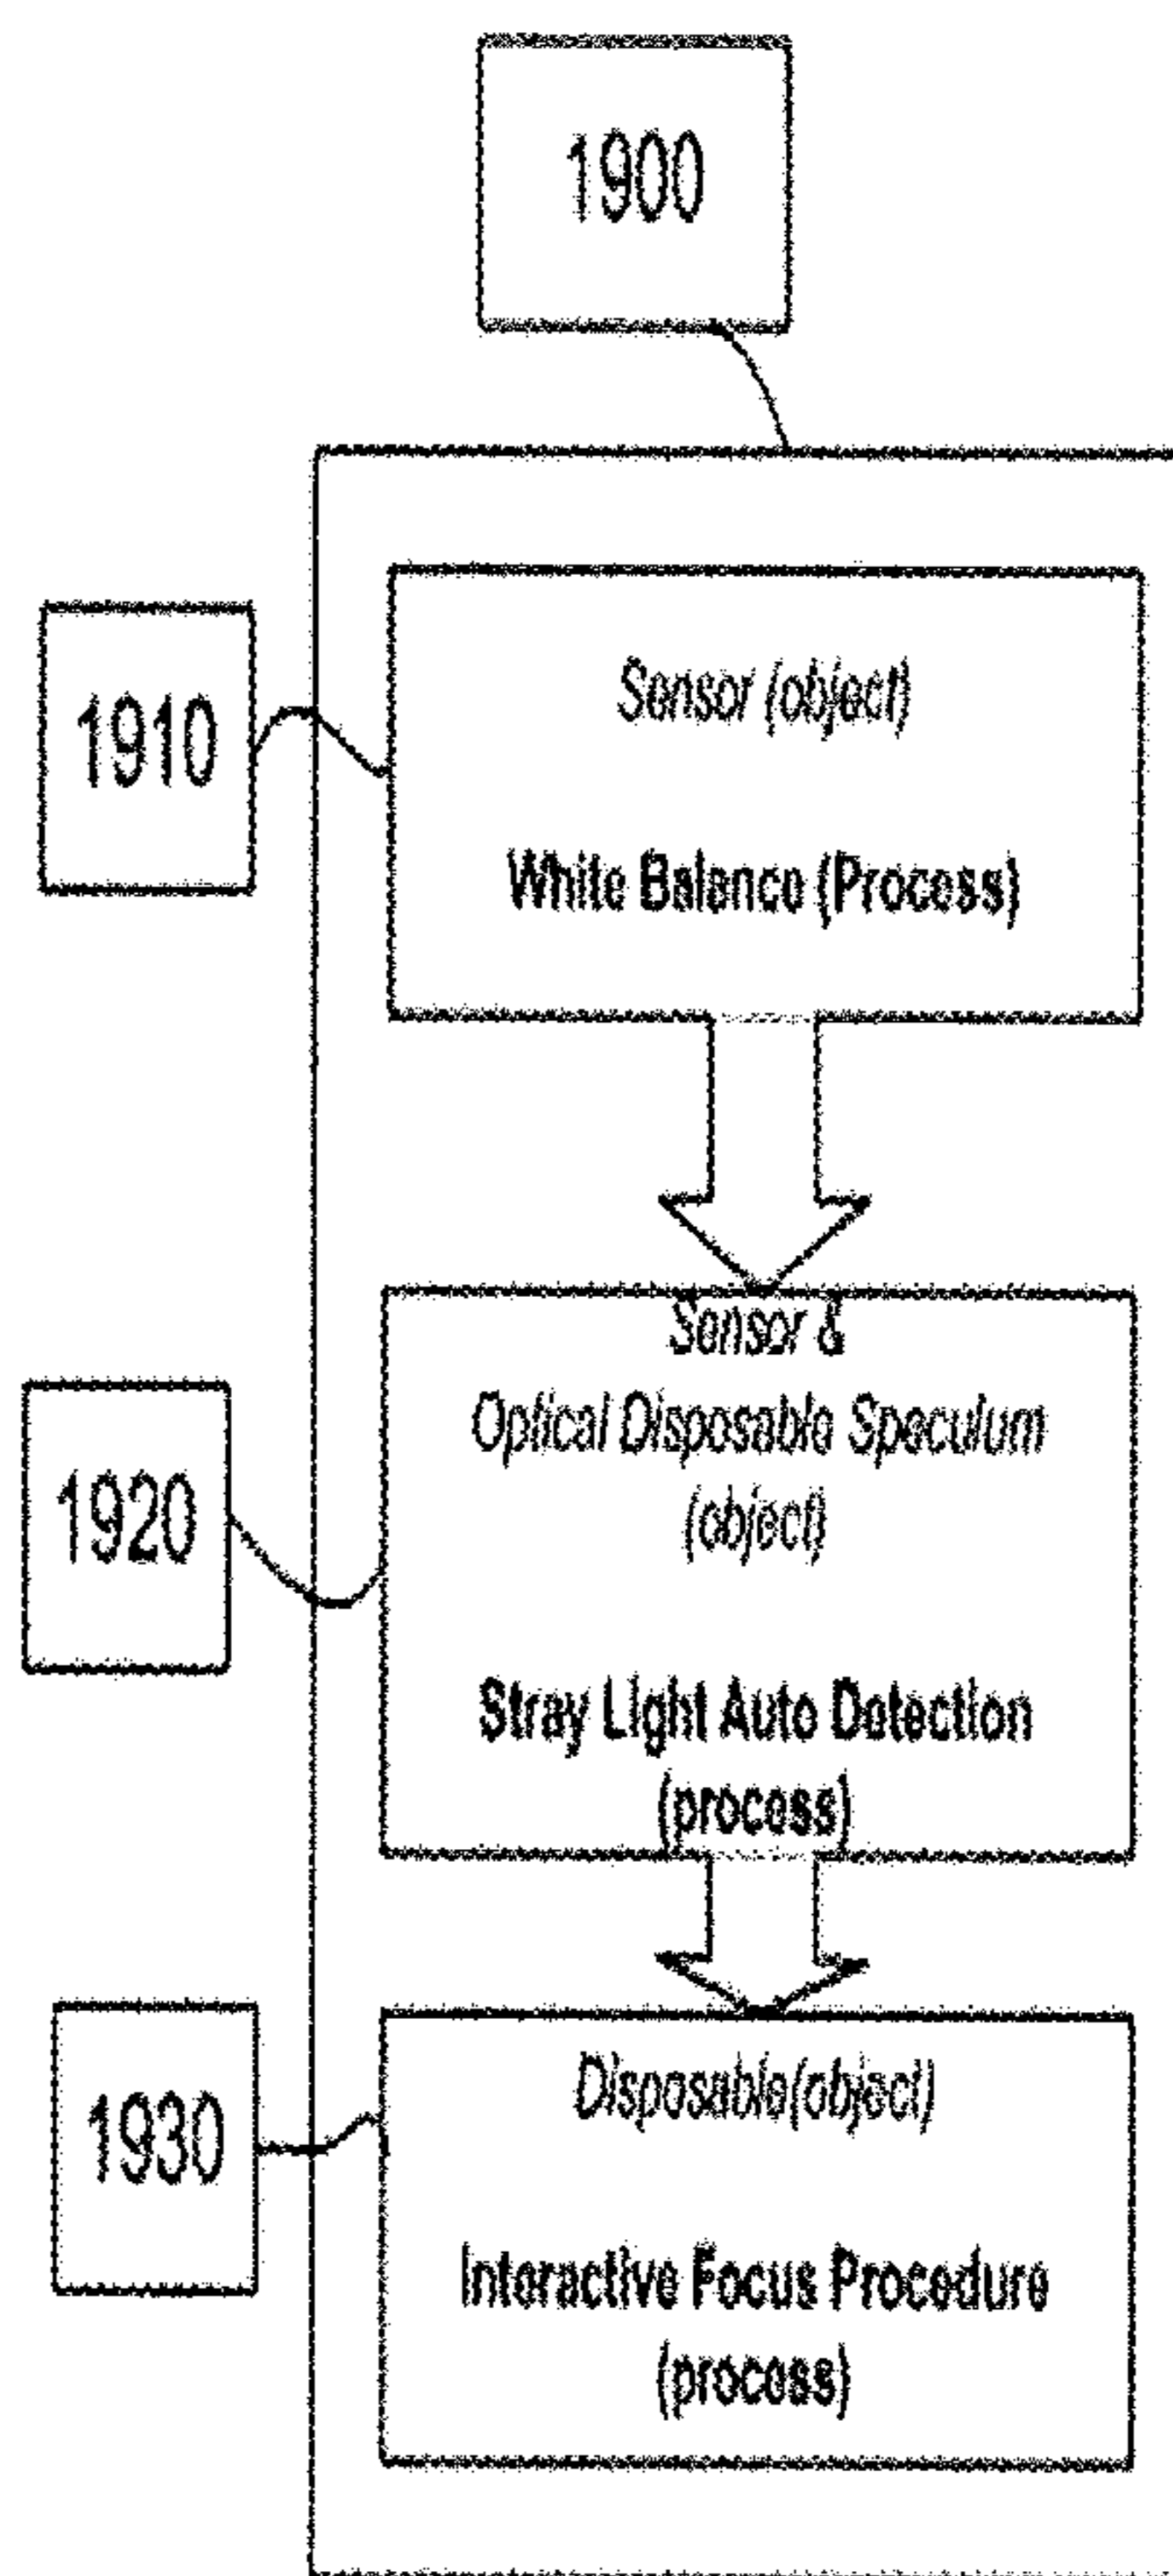 1900
1910
Sensor (object)
White Balance (Process)
1920
Sensor &
Optical Disposable Speculum
(object)
Stray Light Auto Detection
(process)
1930
Disposable(object)
Interactive Focus Procedure
(process)